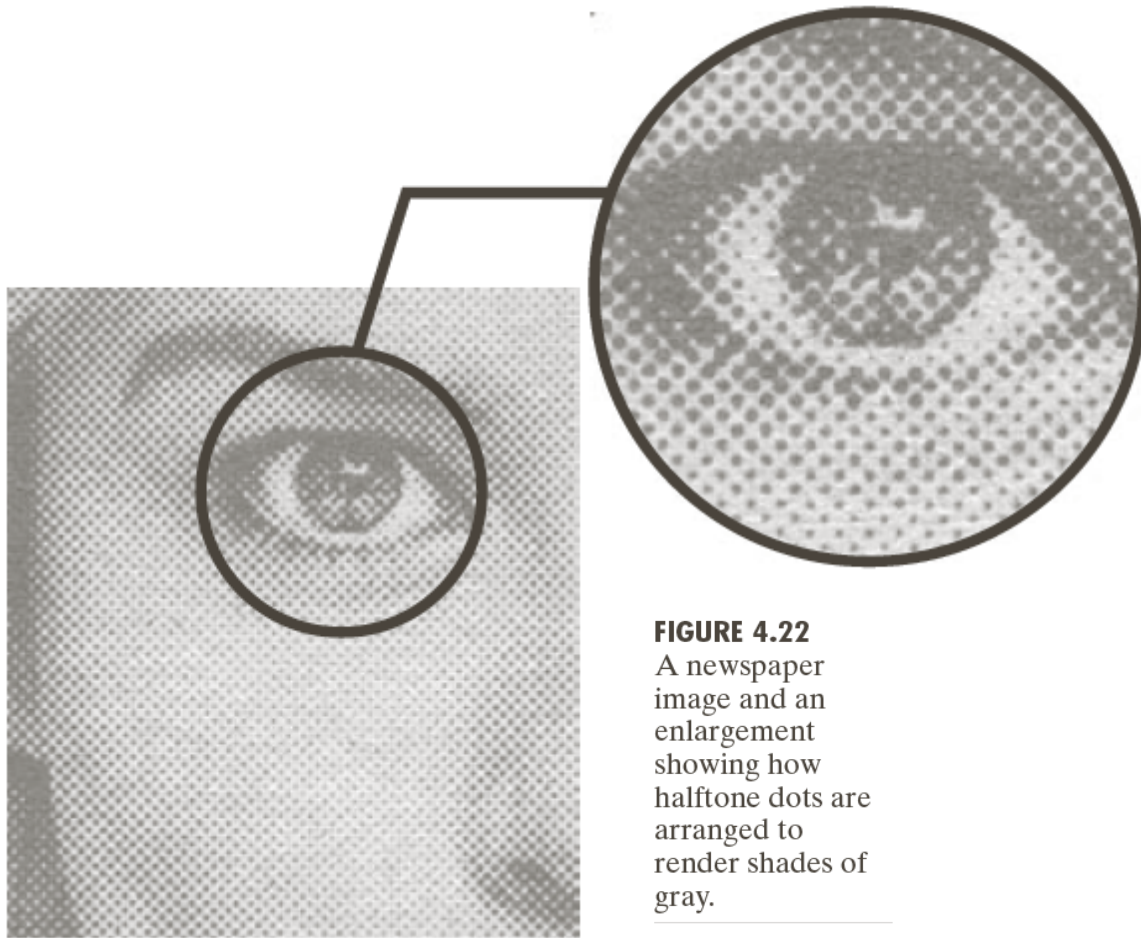 FIGURE 4.22
A newspaper
image and an
enlargement
showing how
halftone dots are
arranged to
render shades of
gray.